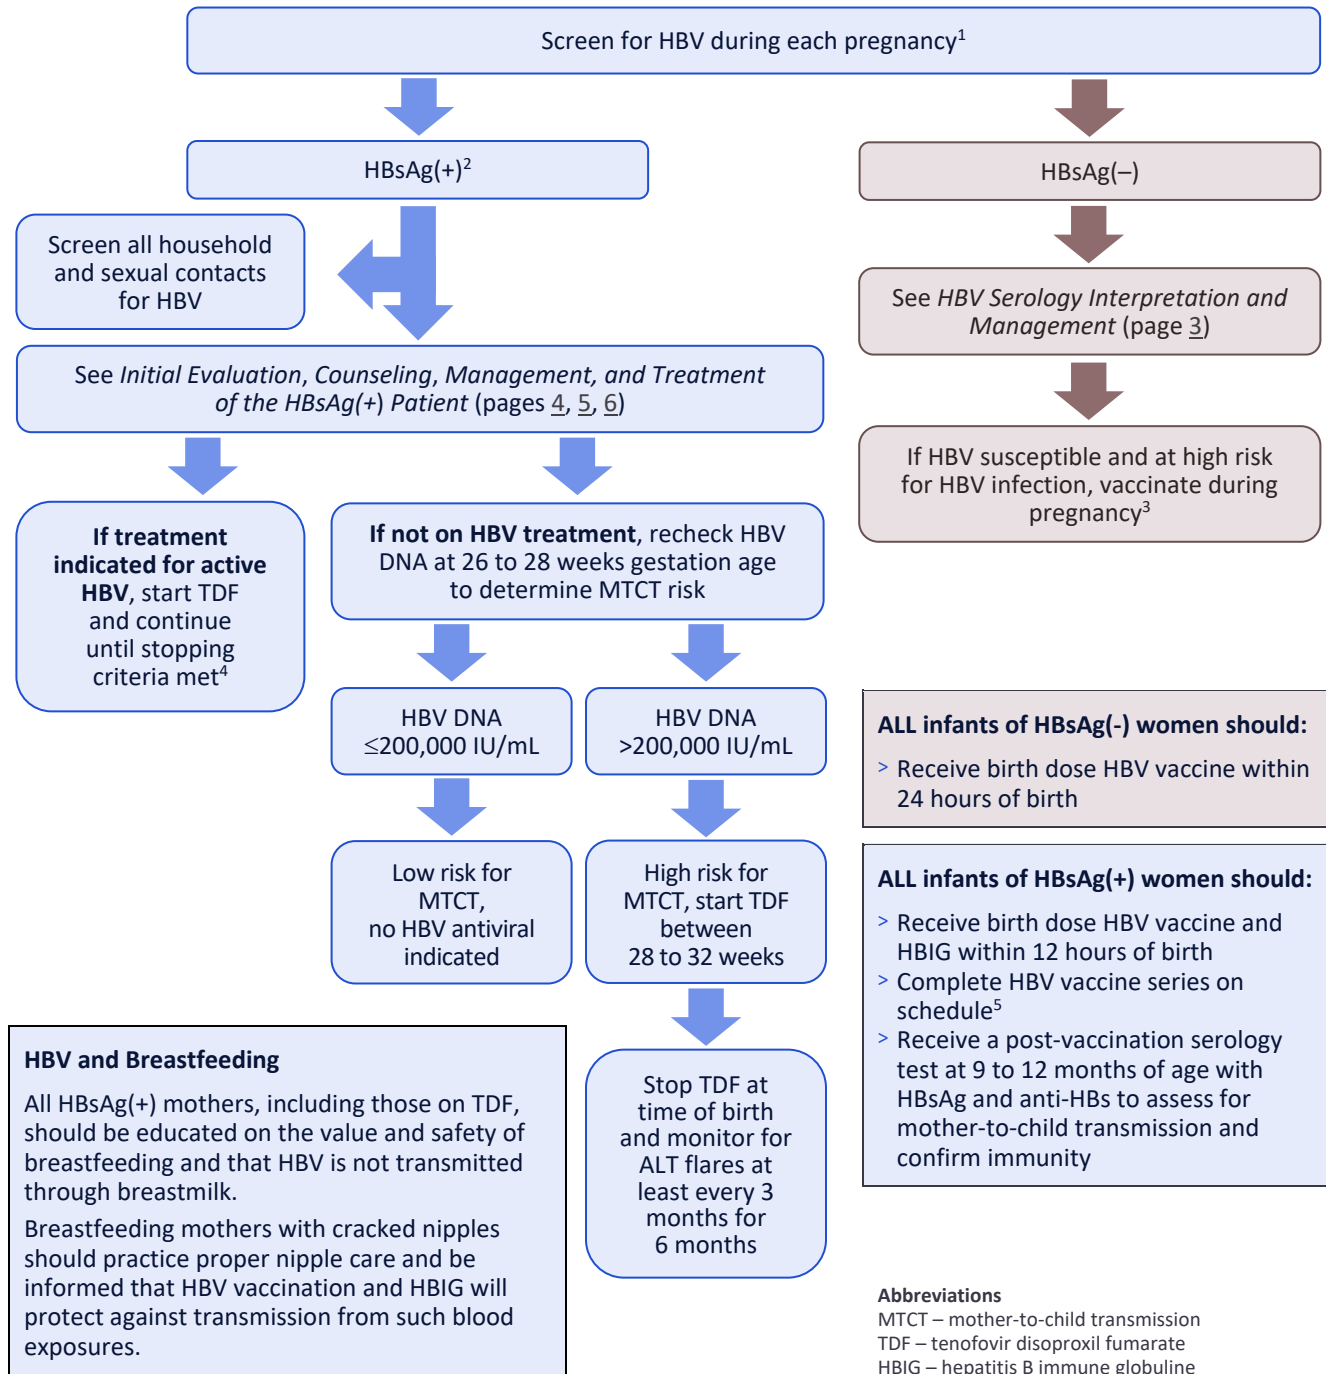 Screen for HBV during each pregnancy¹
HBsAg(+)²
HBsAg(–)
Screen all household
and sexual contacts
for HBV
See HBV Serology Interpretation and
Management (page 3)
See Initial Evaluation, Counseling, Management, and Treatment
of the HBsAg(+) Patient (pages 4, 5, 6)
If HBV susceptible and at high risk
for HBV infection, vaccinate during
pregnancy³
If treatment
indicated for active
HBV, start TDF
and continue
until stopping
criteria met⁴
If not on HBV treatment, recheck HBV
DNA at 26 to 28 weeks gestation age
to determine MTCT risk
HBV DNA
≤200,000 IU/mL
HBV DNA
>200,000 IU/mL
Low risk for
MTCT,
no HBV antiviral
indicated
High risk for
MTCT, start TDF
between
28 to 32 weeks
Stop TDF at
time of birth
and monitor for
ALT flares at
least every 3
months for
6 months
ALL infants of HBsAg(-) women should:
> Receive birth dose HBV vaccine within
24 hours of birth
ALL infants of HBsAg(+) women should:
> Receive birth dose HBV vaccine and
HBIG within 12 hours of birth
> Complete HBV vaccine series on
schedule⁵
> Receive a post-vaccination serology
test at 9 to 12 months of age with
HBsAg and anti-HBs to assess for
mother-to-child transmission and
confirm immunity
HBV and Breastfeeding
All HBsAg(+) mothers, including those on TDF,
should be educated on the value and safety of
breastfeeding and that HBV is not transmitted
through breastmilk.
Breastfeeding mothers with cracked nipples
should practice proper nipple care and be
informed that HBV vaccination and HBIG will
protect against transmission from such blood
exposures.
Abbreviations
MTCT – mother-to-child transmission
TDF – tenofovir disoproxil fumarate
HBIG – hepatitis B immune globuline